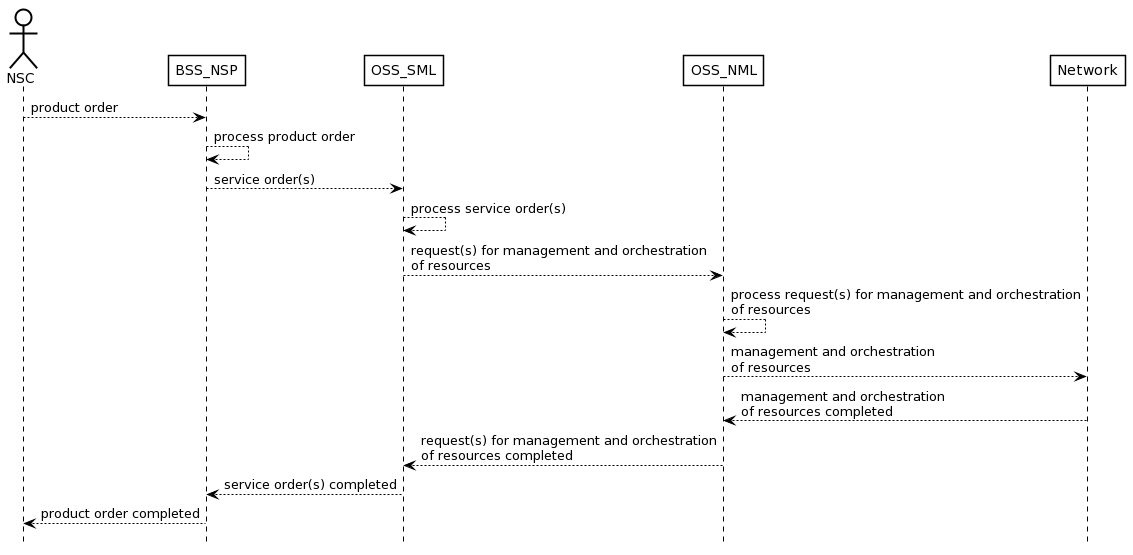 NSC
BSS_NSP
OSS_SML
OSS_NML
Network
product order
process product order
service order(s)
process service order(s)
request(s) for management and orchestration
of resources
process request(s) for management and orchestration
of resources
management and orchestration
of resources
management and orchestration
of resources completed
request(s) for management and orchestration
of resources completed
service order(s) completed
product order completed